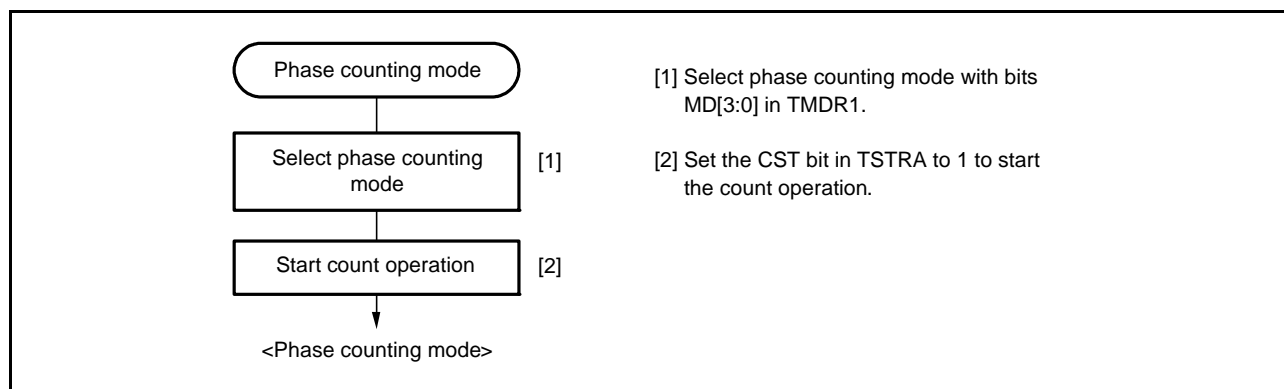 Phase counting mode
Select phase counting
mode
[1]
Start count operation
[2]
<Phase counting mode>
[1] Select phase counting mode with bits
MD[3:0] in TMDR1.
[2] Set the CST bit in TSTRA to 1 to start
the count operation.